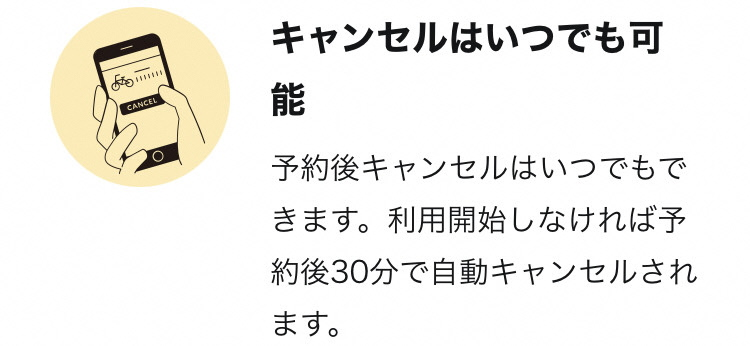 キャンセルはいつでも可
能
予約後キャンセルはいつでもで
きます。利用開始しなければ予
約後30分で自動キャンセルされ
ます。
CANCEL